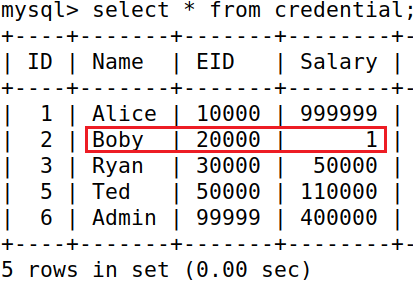 mysql> select * from credential;
+----+-------+-------+--------+-
| ID | Name  | EID   | Salary |
+----+-------+-------+--------+-
|  1 | Alice | 10000 | 999999 |
|  2 | Boby  | 20000 |      1 |
|  3 | Ryan  | 30000 |  50000 |
|  5 | Ted   | 50000 | 110000 |
|  6 | Admin | 99999 | 400000 |
+----+-------+-------+--------+-
5 rows in set (0.00 sec)